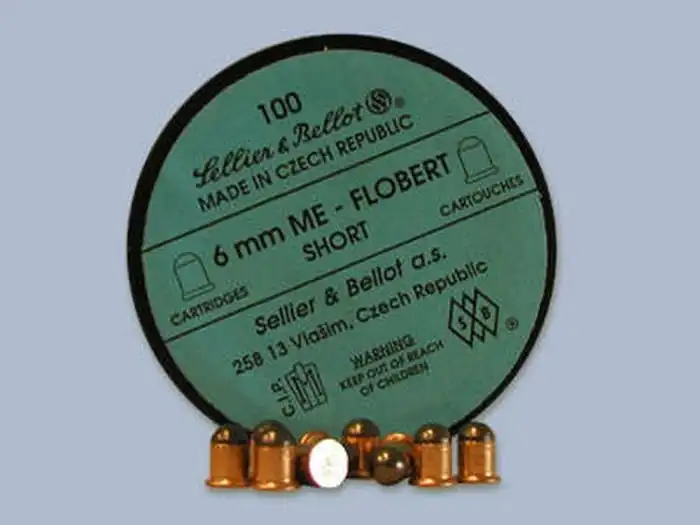 100
Sellier & Bellot SB ®
MADE IN CZECH REPUBLIC
6 mm ME - FLOBERT
SHORT
CARTRIDGES
CARTOUCHES
Sellier & Bellot a.s.
258 13 Vlašim, Czech Republic
C.I.P.
WARNING
KEEP OUT OF REACH
OF CHILDREN
S B ®